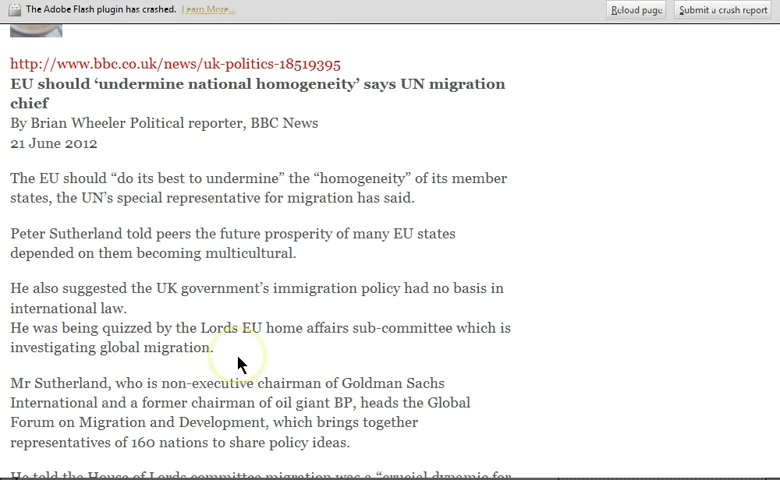 The Adobe Flash plugin has crashed. Learn More...
Reload page
Submit a crash report
http://www.bbc.co.uk/news/uk-politics-18519395
EU should ‘undermine national homogeneity’ says UN migration
chief
By Brian Wheeler Political reporter, BBC News
21 June 2012
The EU should “do its best to undermine” the “homogeneity” of its member
states, the UN’s special representative for migration has said.
Peter Sutherland told peers the future prosperity of many EU states
depended on them becoming multicultural.
He also suggested the UK government’s immigration policy had no basis in
international law.
He was being quizzed by the Lords EU home affairs sub-committee which is
investigating global migration.
Mr Sutherland, who is non-executive chairman of Goldman Sachs
International and a former chairman of oil giant BP, heads the Global
Forum on Migration and Development, which brings together
representatives of 160 nations to share policy ideas.
He told the House of Lords committee migration was a “crucial dynamic for